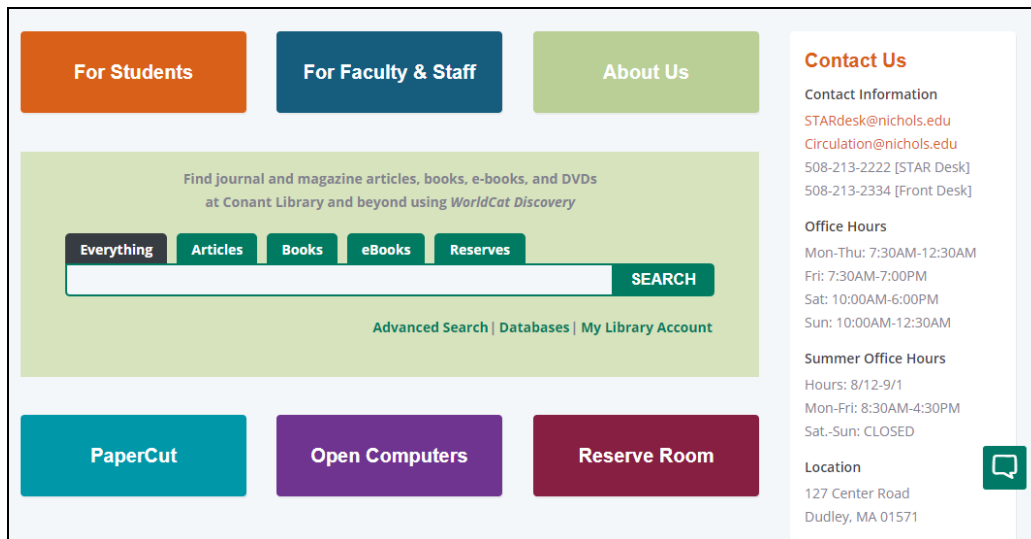 For Students
For Faculty & Staff
About Us
Find journal and magazine articles, books, e-books, and DVDs
at Conant Library and beyond using WorldCat Discovery
Everything
Articles
Books
eBooks
Reserves
SEARCH
Advanced Search | Databases | My Library Account
PaperCut
Open Computers
Reserve Room
Contact Us
Contact Information
STARdesk@nichols.edu
Circulation@nichols.edu
508-213-2222 [STAR Desk]
508-213-2334 [Front Desk]
Office Hours
Mon-Thu: 7:30AM-12:30AM
Fri: 7:30AM-7:00PM
Sat: 10:00AM-6:00PM
Sun: 10:00AM-12:30AM
Summer Office Hours
Hours: 8/12-9/1
Mon-Fri: 8:30AM-4:30PM
Sat.-Sun: CLOSED
Location
127 Center Road
Dudley, MA 01571